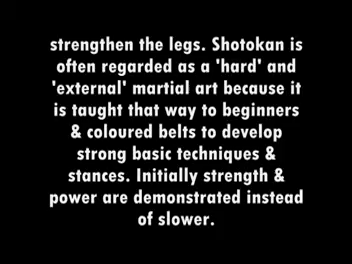 strengthen the legs. Shotokan is
often regarded as a 'hard' and
'external' martial art because it
is taught that way to beginners
& coloured belts to develop
strong basic techniques &
stances. Initially strength &
power are demonstrated instead
of slower.